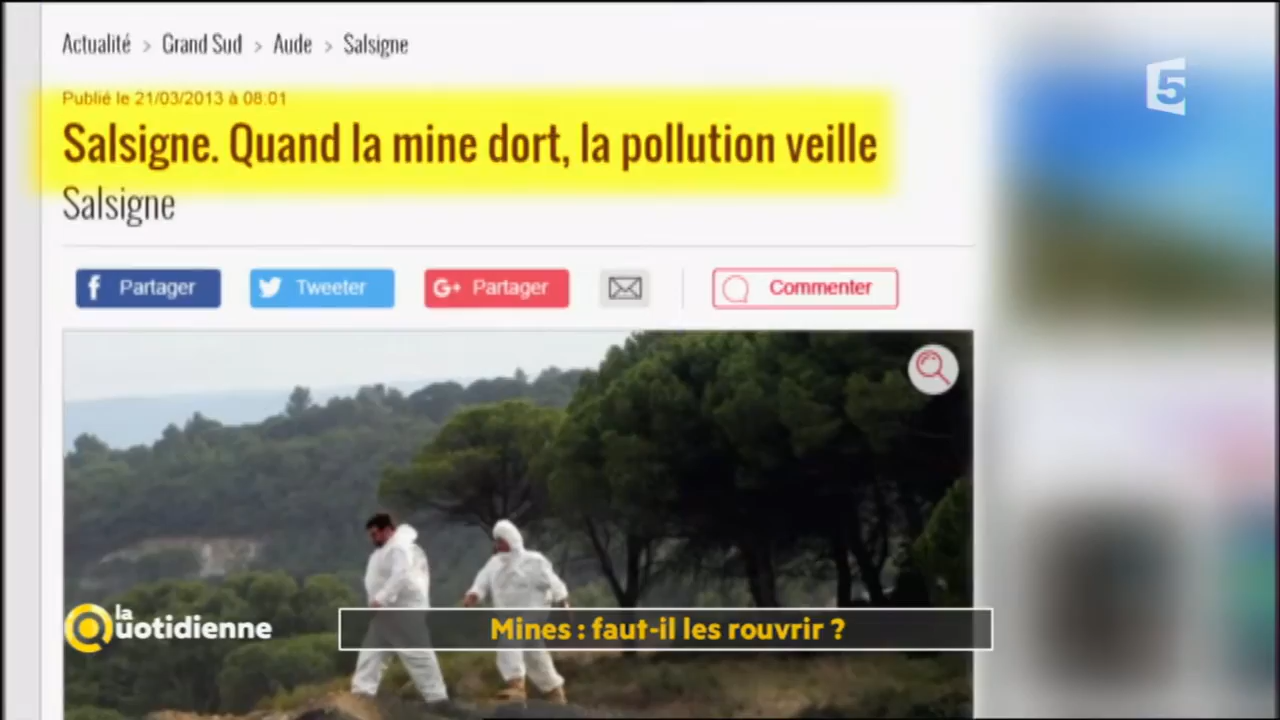 Actualité > Grand Sud > Aude > Salsigne
5
Publié le 21/03/2013 à 08.01
Salsigne. Quand la mine dort, la pollution veille
Salsigne
f Partager
Tweeter
G+ Partager
Commenter
la Quotidienne
Mines : faut-il les rouvrir ?